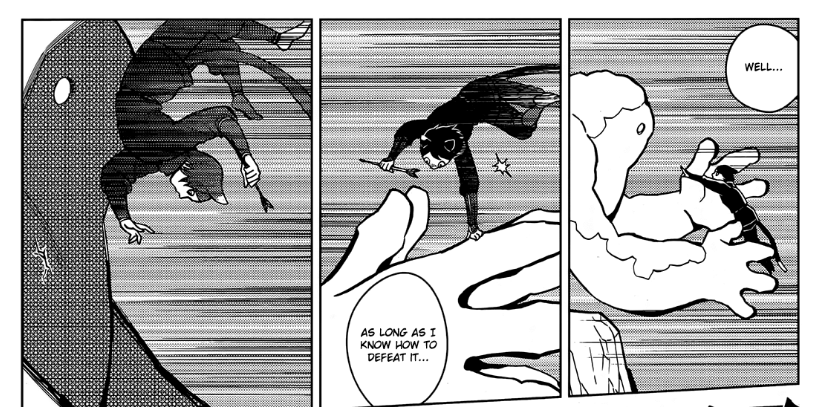 WELL...
AS LONG AS I
KNOW HOW TO
DEFEAT IT...